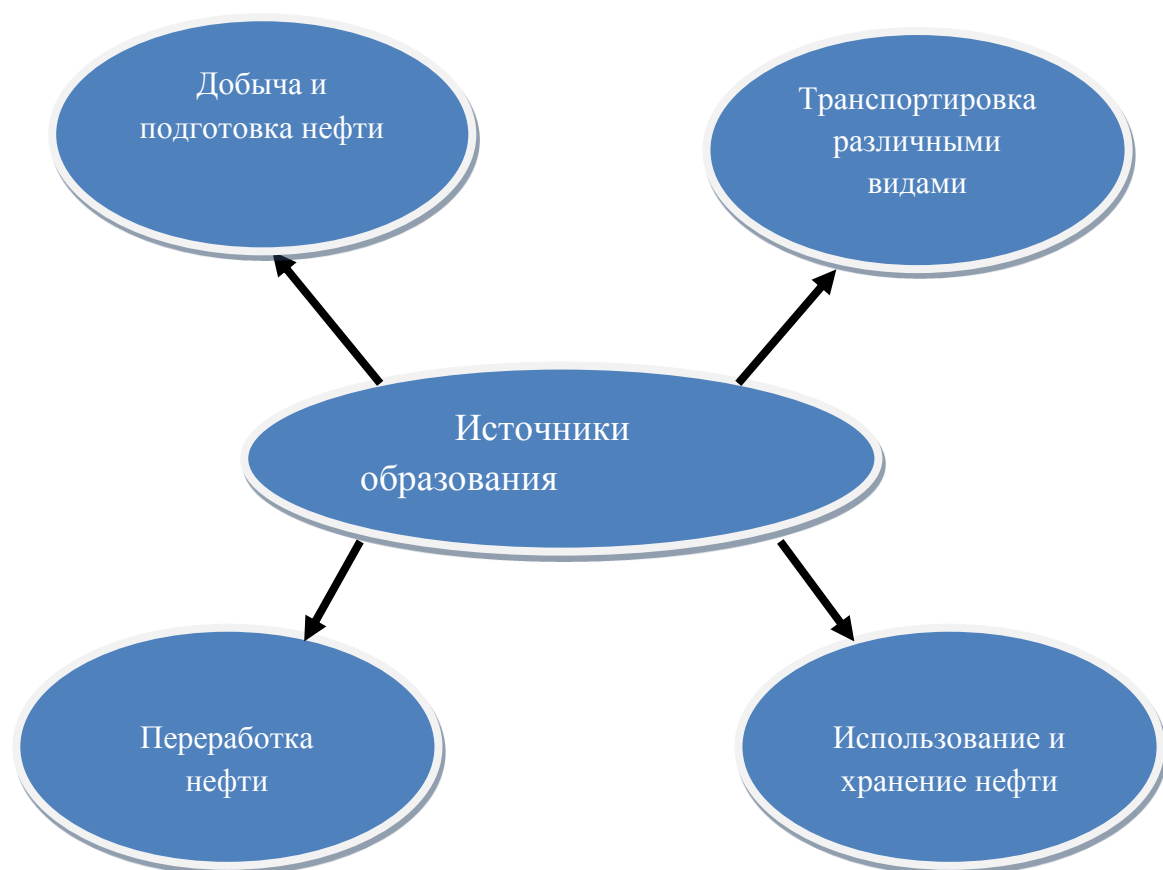 Добыча и
подготовка нефти
Транспортировка
различными
видами
Источники
образования
Переработка
нефти
Использование и
хранение нефти